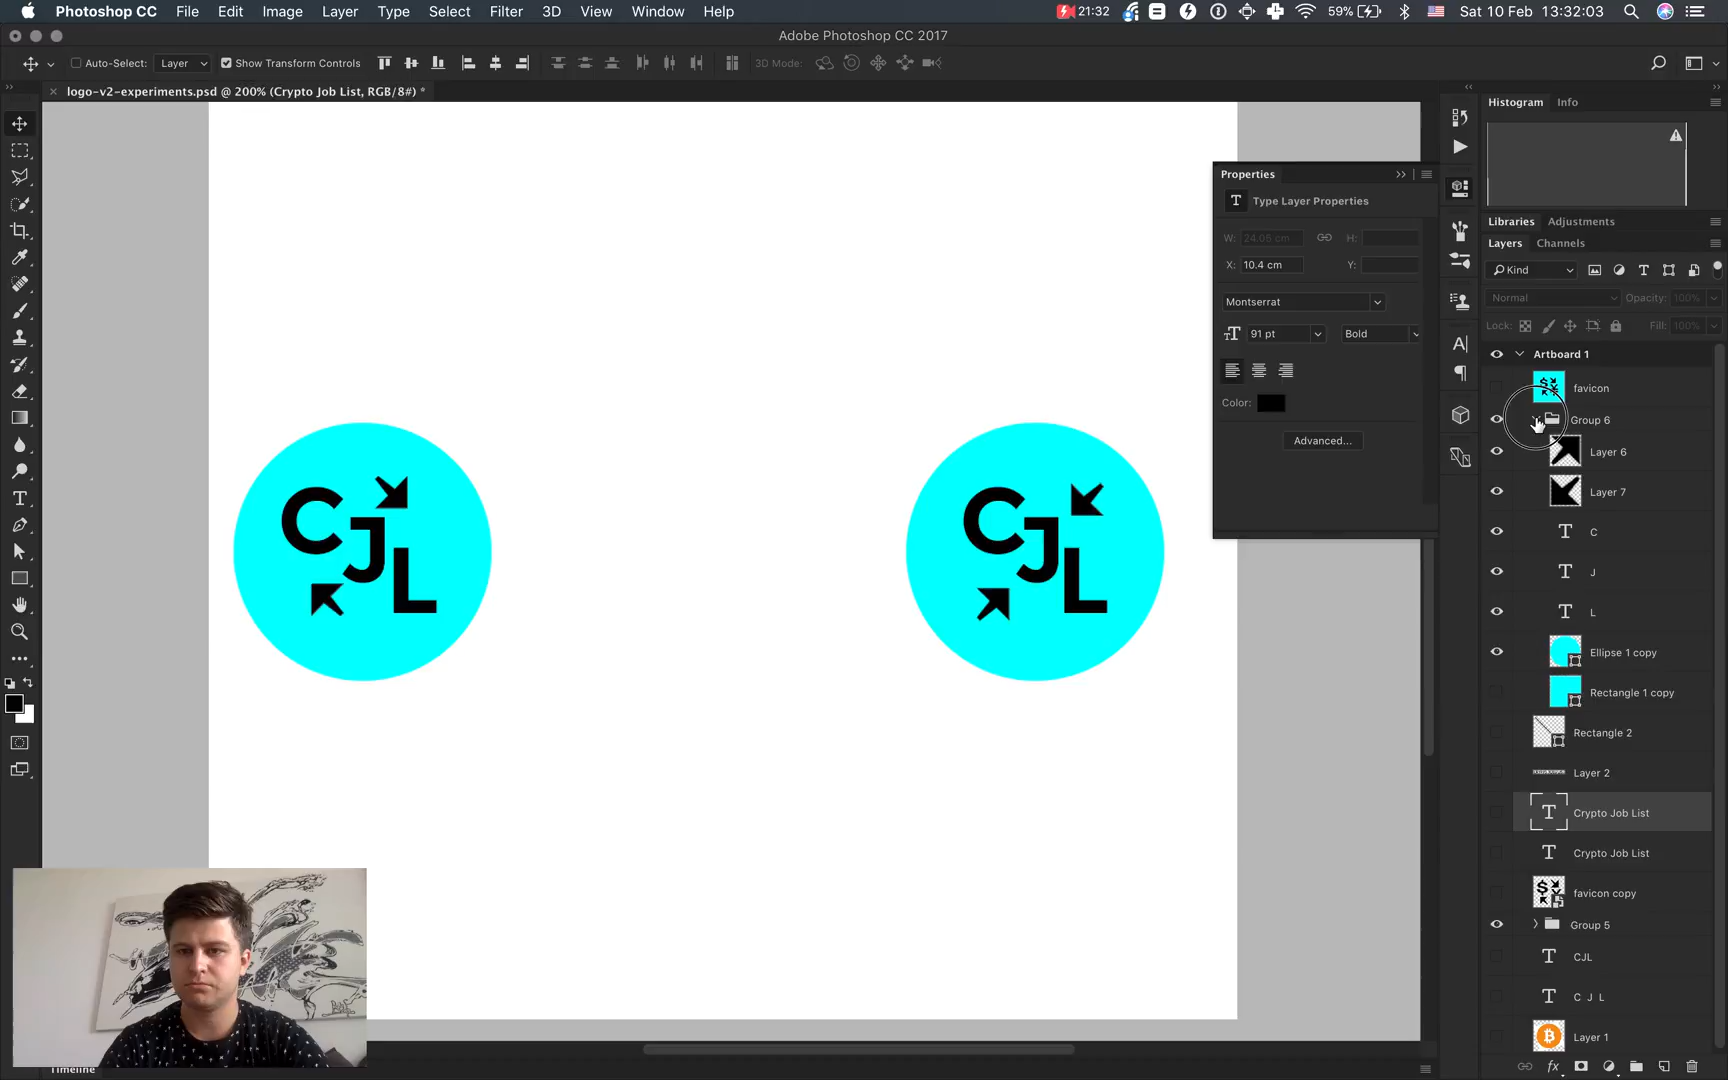 Photoshop CC File Edit Image Layer Type Select Filter 3D View Window Help 21:32 59% Sat 10 Feb 13:32:03
Adobe Photoshop CC 2017
Auto-Select: Layer Show Transform Controls 3D Mode:
logo-v2-experiments.psd @ 200% (Crypto Job List, RGB/8#) *
Histogram Info
Properties
Type Layer Properties
W: 24.05 cm H:
X: 10.4 cm Y:
Montserrat
91 pt Bold
Color:
Advanced...
Libraries Adjustments
Layers Channels
Kind
Normal Opacity: 100%
Lock: Fill: 100%
Artboard 1
favicon
Group 6
Layer 6
Layer 7
C
J
L
Ellipse 1 copy
Rectangle 1 copy
Rectangle 2
Layer 2
Crypto Job List
Crypto Job List
favicon copy
Group 5
CJL
C J L
Layer 1
CJL
CJL
Timeline